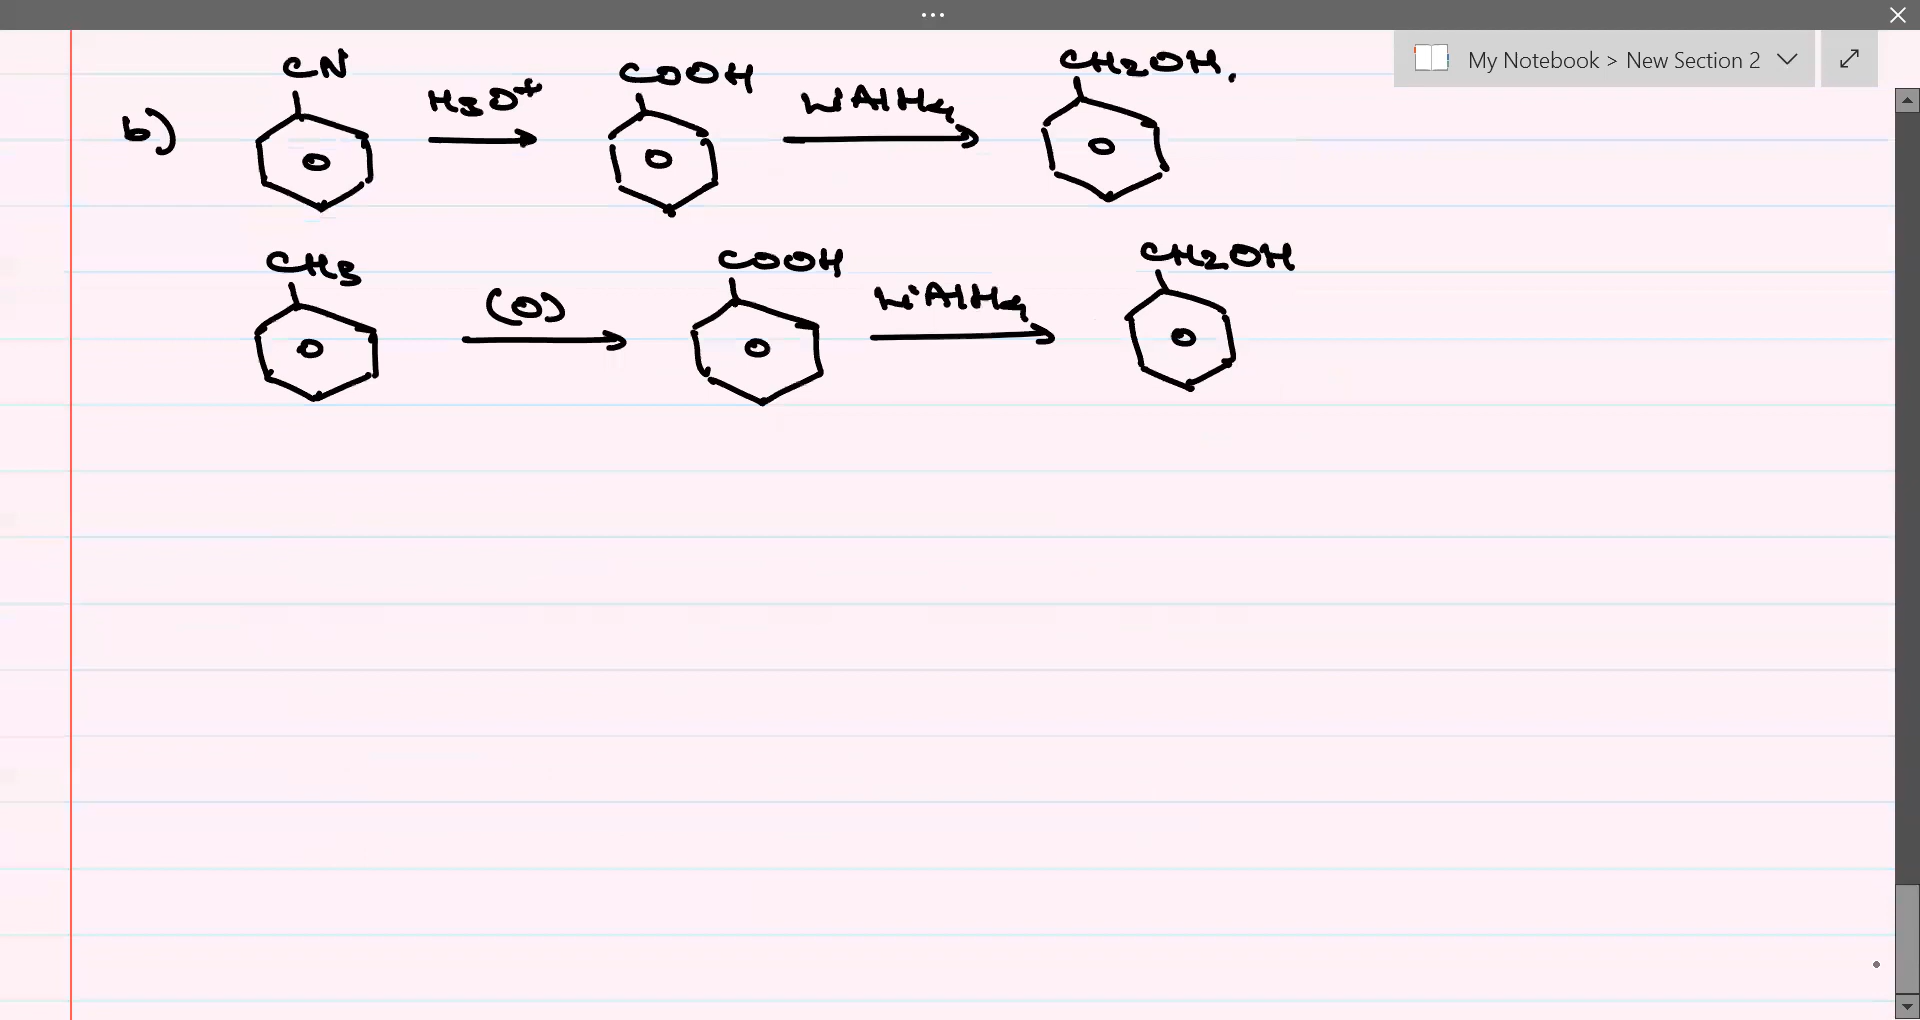 ... 
My Notebook > New Section 2
CN COOH CH2OH.
b) H3O+ LiAlH4
CH3 COOH CH2OH
(O) LiAlH4